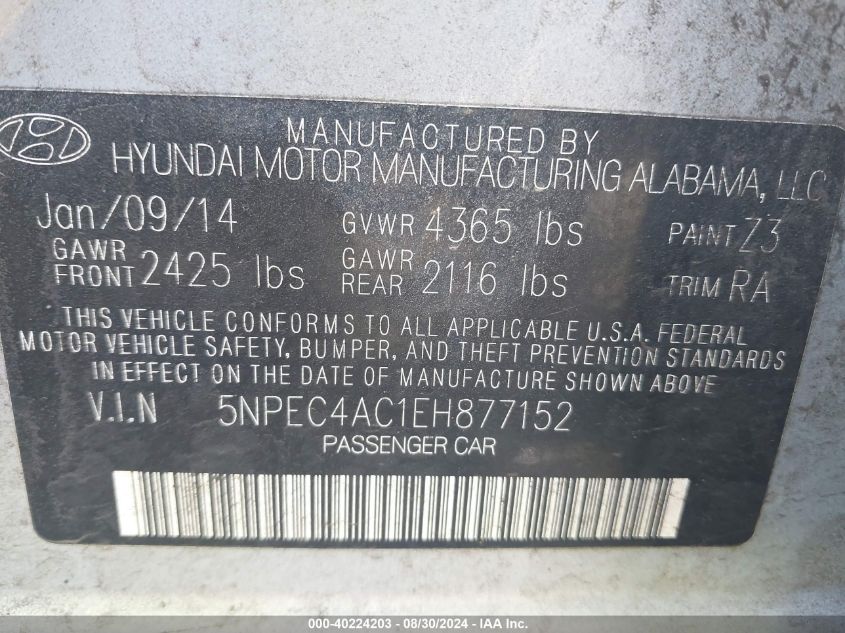 MANUFACTURED BY
HYUNDAI MOTOR MANUFACTURING ALABAMA, LLC
Jan/09/14 GVWR 4365 lbs PAINT Z3
GAWR FRONT 2425 lbs GAWR REAR 2116 lbs TRIM RA
THIS VEHICLE CONFORMS TO ALL APPLICABLE U.S.A. FEDERAL
MOTOR VEHICLE SAFETY, BUMPER, AND THEFT PREVENTION STANDARDS
IN EFFECT ON THE DATE OF MANUFACTURE SHOWN ABOVE
V.I.N 5NPEC4AC1EH877152
PASSENGER CAR
000-40224203 - 08/30/2024 - IAA Inc.